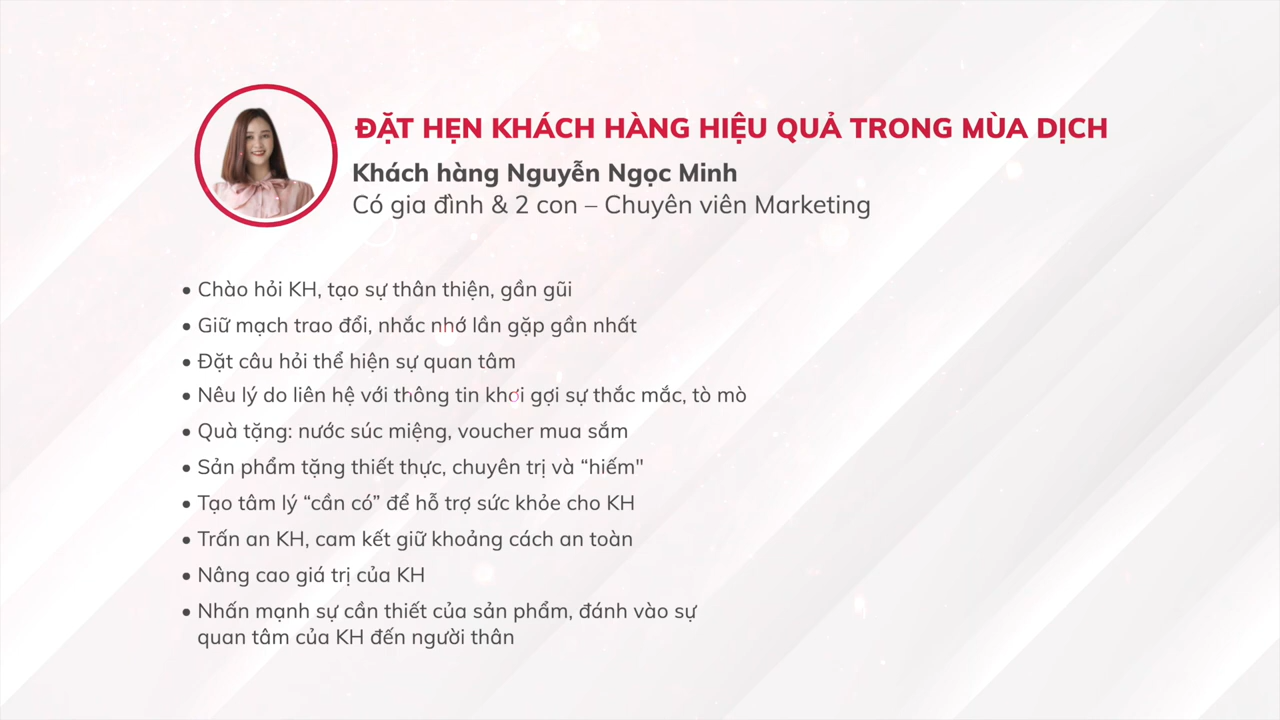 ĐẶT HẸN KHÁCH HÀNG HIỆU QUẢ TRONG MÙA DỊCH
Khách hàng Nguyễn Ngọc Minh
Có gia đình & 2 con – Chuyên viên Marketing
• Chào hỏi KH, tạo sự thân thiện, gần gũi
• Giữ mạch trao đổi, nhắc nhớ lần gặp gần nhất
• Đặt câu hỏi thể hiện sự quan tâm
• Nêu lý do liên hệ với thông tin khơi gợi sự thắc mắc, tò mò
• Quà tặng: nước súc miệng, voucher mua sắm
• Sản phẩm tặng thiết thực, chuyên trị và “hiếm"
• Tạo tâm lý “cần có” để hỗ trợ sức khỏe cho KH
• Trấn an KH, cam kết giữ khoảng cách an toàn
• Nâng cao giá trị của KH
• Nhấn mạnh sự cần thiết của sản phẩm, đánh vào sự
quan tâm của KH đến người thân